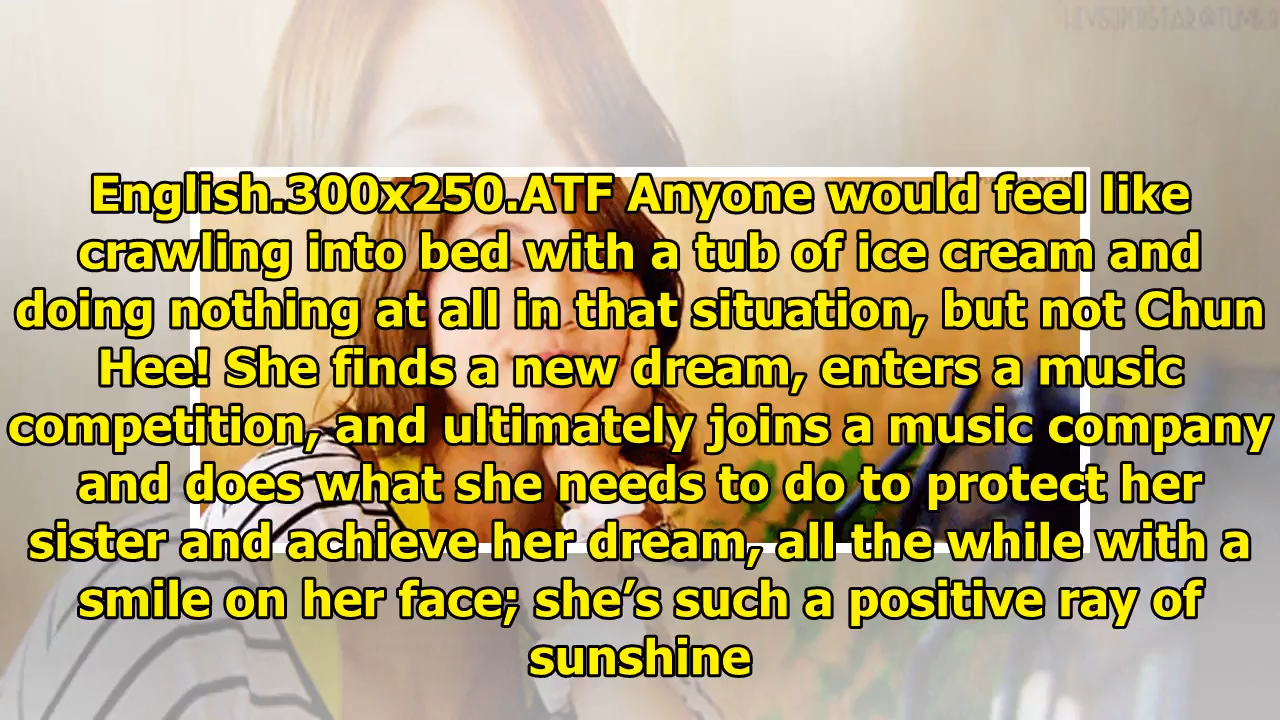 English.300x250.ATF Anyone would feel like
crawling into bed with a tub of ice cream and
doing nothing at all in that situation, but not Chun
Hee! She finds a new dream, enters a music
competition, and ultimately joins a music company
and does what she needs to do to protect her
sister and achieve her dream, all the while with a
smile on her face; she’s such a positive ray of
sunshine